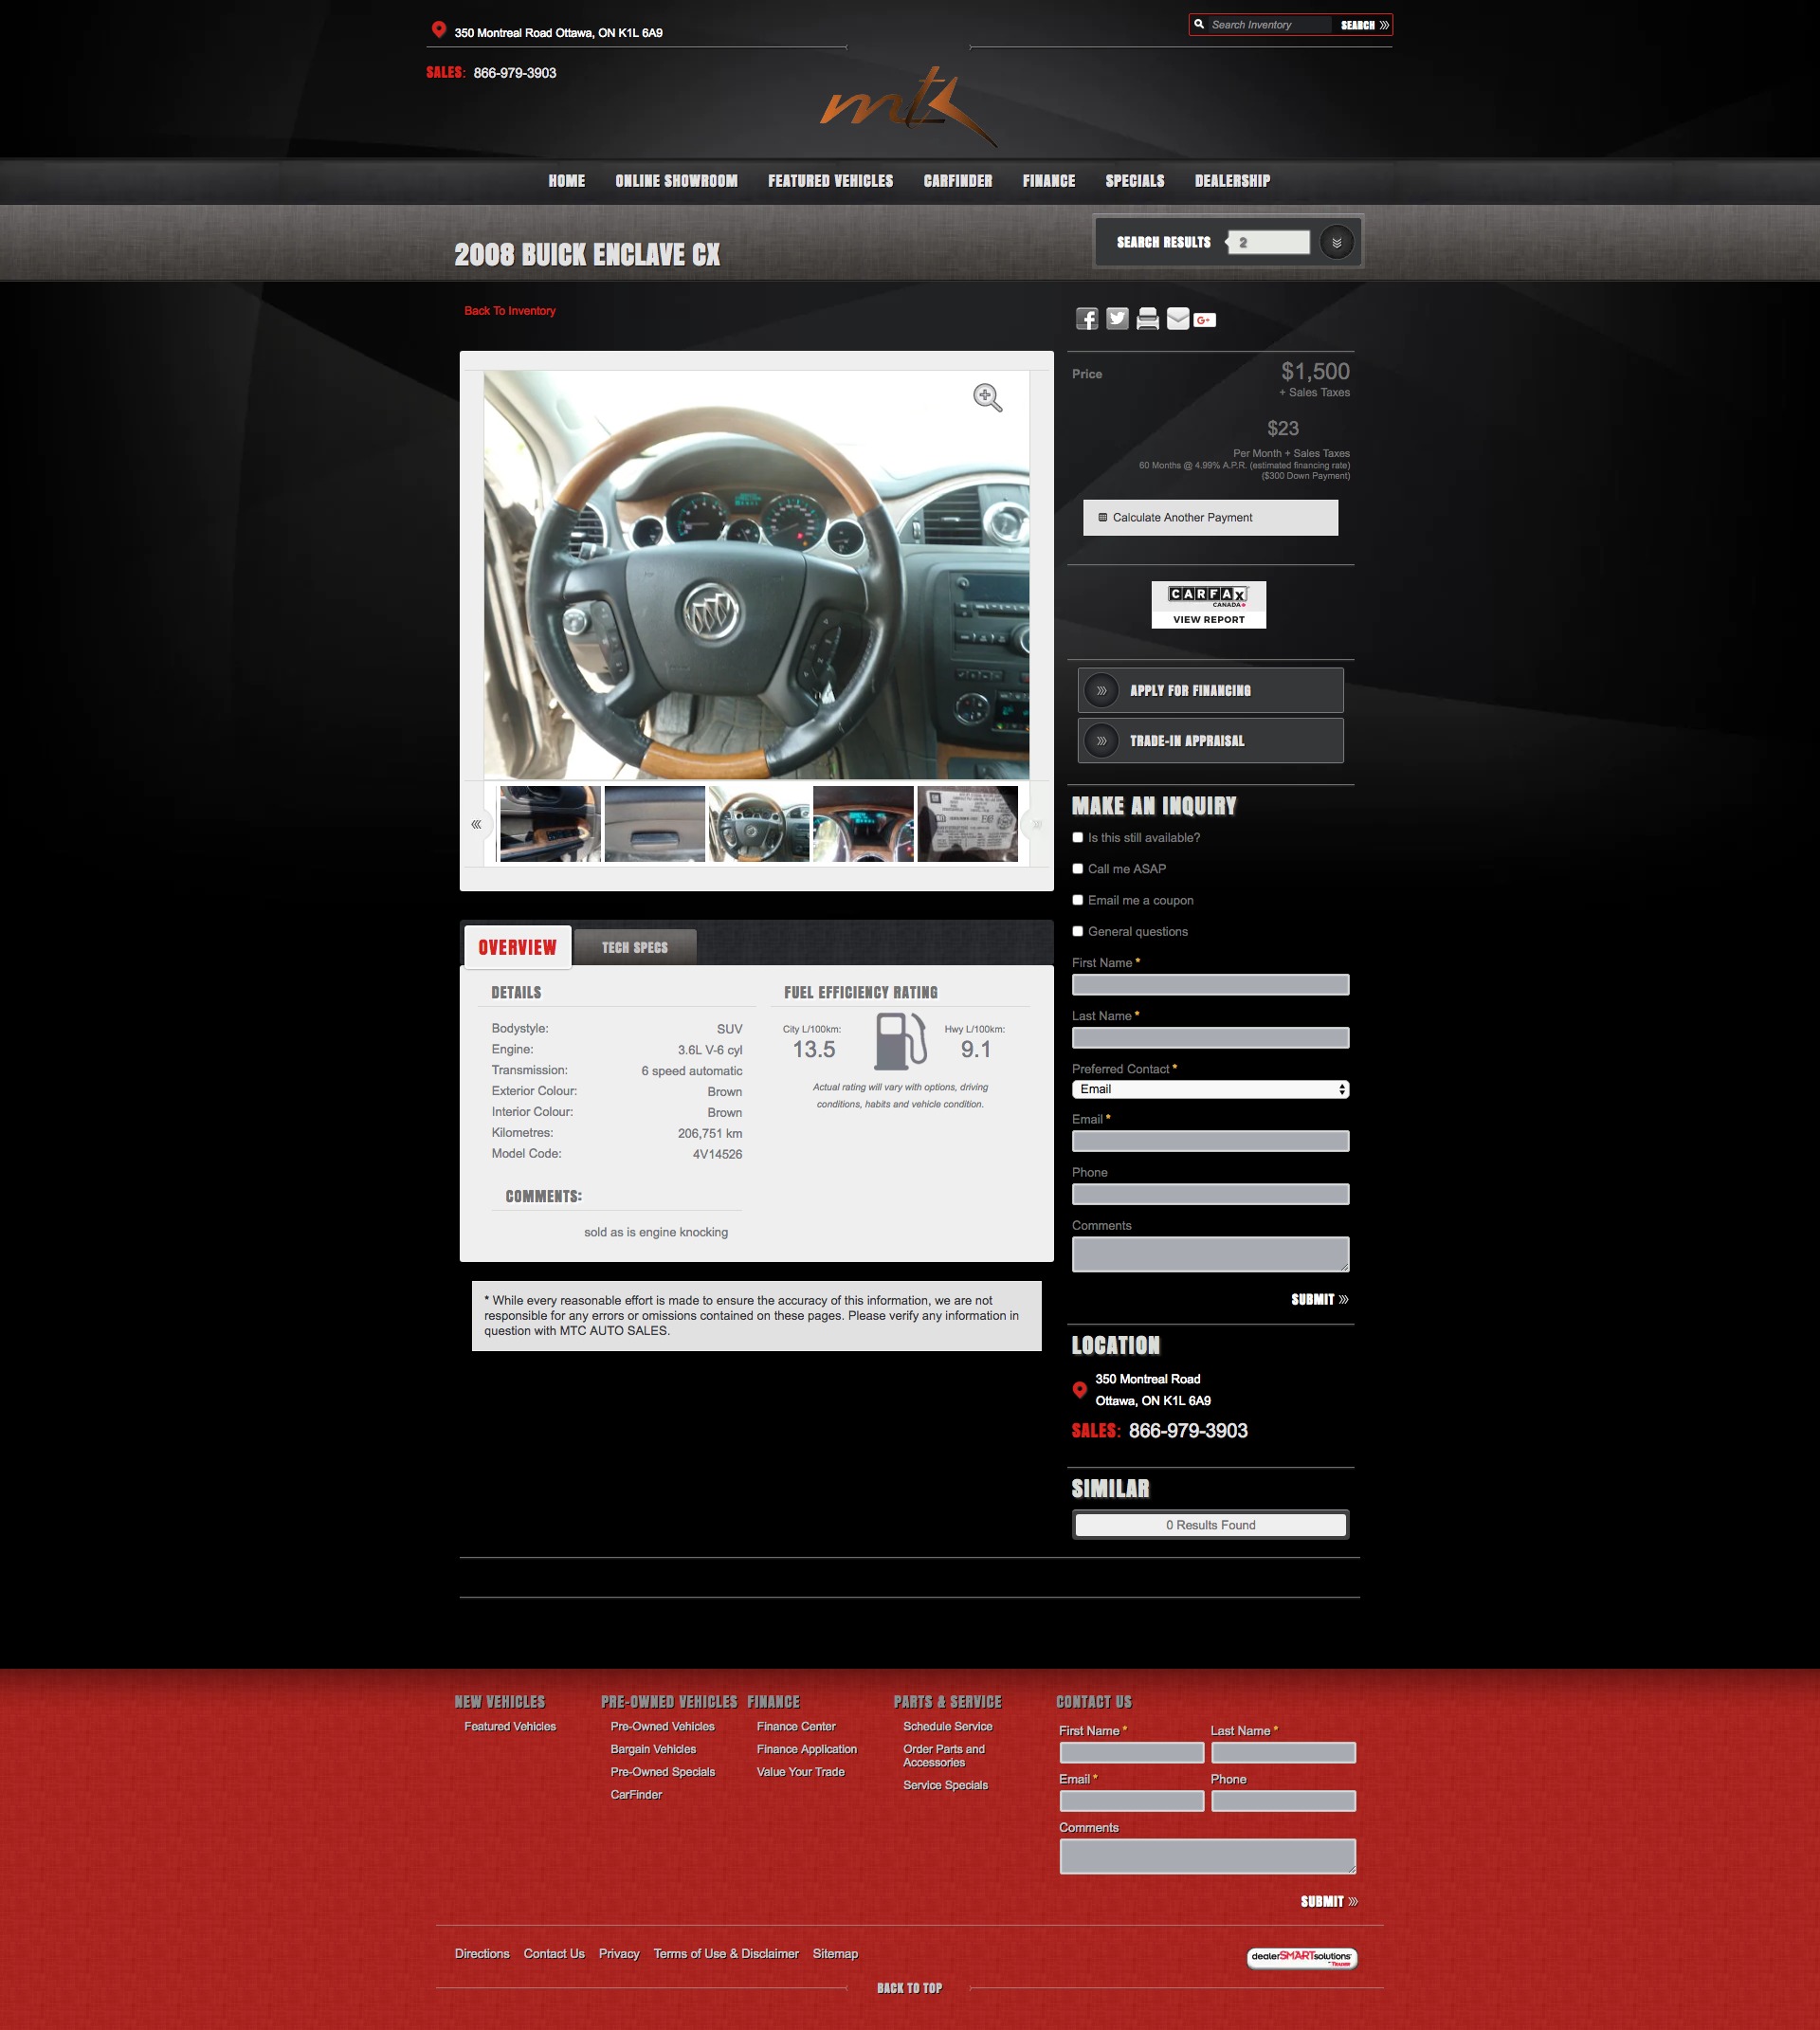 350 Montreal Road Ottawa, ON K1L 6A9
Search Inventory
SEARCH
SALES: 866-979-3903
mtc
HOME ONLINE SHOWROOM FEATURED VEHICLES CARFINDER FINANCE SPECIALS DEALERSHIP
2008 BUICK ENCLAVE CX
SEARCH RESULTS 2
Back To Inventory
G+
Price $1,500
+ Sales Taxes
$23
Per Month + Sales Taxes
60 Months @ 4.99% A.P.R. (estimated financing rate)
($300 Down Payment)
Calculate Another Payment
CARFAX
CANADA
VIEW REPORT
APPLY FOR FINANCING
TRADE-IN APPRAISAL
MAKE AN INQUIRY
Is this still available?
Call me ASAP
Email me a coupon
General questions
First Name *
Last Name *
Preferred Contact *
Email
Email *
Phone
Comments
SUBMIT
OVERVIEW TECH SPECS
DETAILS
Bodystyle: SUV
Engine: 3.6L V-6 cyl
Transmission: 6 speed automatic
Exterior Colour: Brown
Interior Colour: Brown
Kilometres: 206,751 km
Model Code: 4V14526
FUEL EFFICIENCY RATING
City L/100km: Hwy L/100km:
13.5 9.1
Actual rating will vary with options, driving
conditions, habits and vehicle condition.
COMMENTS:
sold as is engine knocking
* While every reasonable effort is made to ensure the accuracy of this information, we are not
responsible for any errors or omissions contained on these pages. Please verify any information in
question with MTC AUTO SALES.
LOCATION
350 Montreal Road
Ottawa, ON K1L 6A9
SALES: 866-979-3903
SIMILAR
0 Results Found
NEW VEHICLES
Featured Vehicles
PRE-OWNED VEHICLES
Pre-Owned Vehicles
Bargain Vehicles
Pre-Owned Specials
CarFinder
FINANCE
Finance Center
Finance Application
Value Your Trade
PARTS & SERVICE
Schedule Service
Order Parts and
Accessories
Service Specials
CONTACT US
First Name * Last Name *
Email * Phone
Comments
SUBMIT
Directions Contact Us Privacy Terms of Use & Disclaimer Sitemap
dealerSMARTsolutions
BACK TO TOP